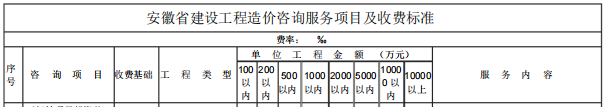 安徽省建设工程造价咨询服务项目及收费标准
费率： ‰
序号 咨 询 项 目 收费基础 工 程 类 型 单 位 工 程 金 额 （万元） 服 务 内 容
100以内 200以内 500以内 1000以内 2000以内 5000以内 10000以内 10000以上